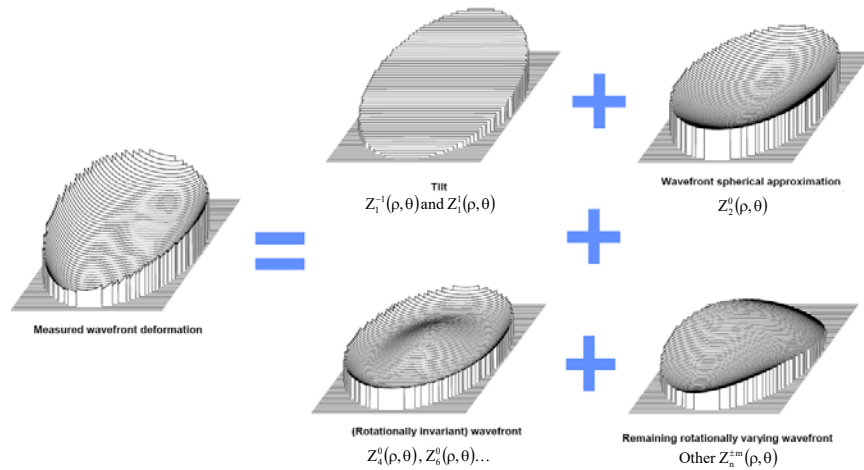 Tilt
Z₁⁻¹(ρ,θ) and Z₁¹(ρ,θ)
Wavefront spherical approximation
Z₂⁰(ρ,θ)
Measured wavefront deformation
(Rotationally invariant) wavefront
Z₄⁰(ρ,θ), Z₆⁰(ρ,θ)...
Remaining rotationally varying wavefront
Other Zₙ±ᵐ(ρ,θ)